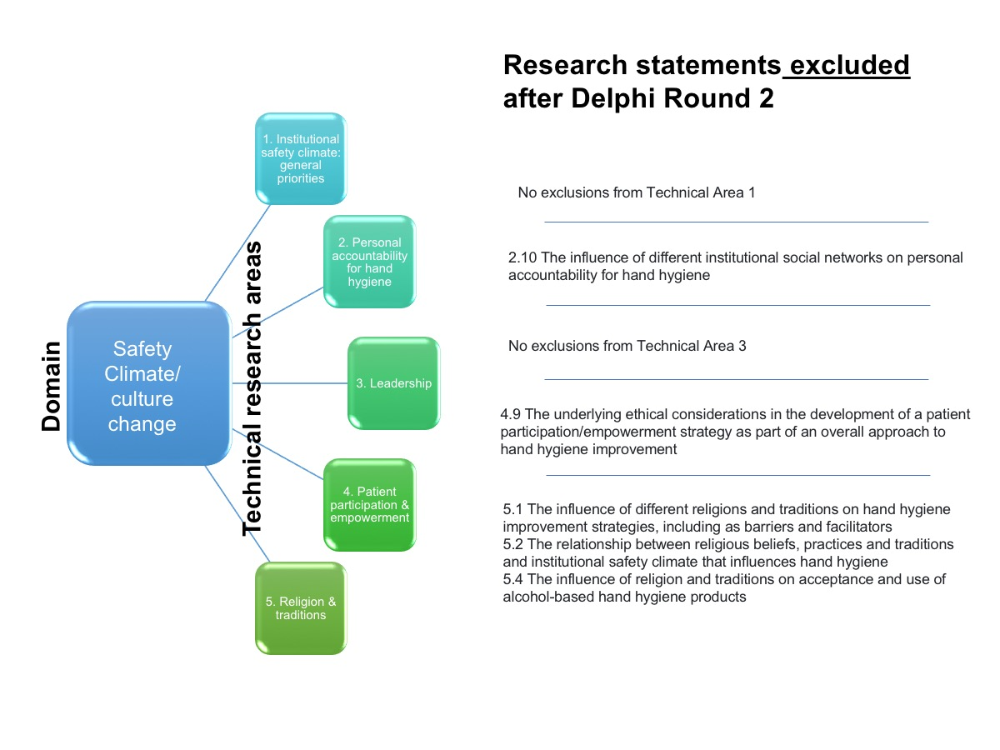 Research statements excluded
after Delphi Round 2
Domain
Safety
Climate/
culture
change
Technical research areas
1. Institutional
safety climate:
general
priorities
2. Personal
accountability
for hand
hygiene
3. Leadership
4. Patient
participation &
empowerment
5. Religion &
traditions
No exclusions from Technical Area 1
2.10 The influence of different institutional social networks on personal
accountability for hand hygiene
No exclusions from Technical Area 3
4.9 The underlying ethical considerations in the development of a patient
participation/empowerment strategy as part of an overall approach to
hand hygiene improvement
5.1 The influence of different religions and traditions on hand hygiene
improvement strategies, including as barriers and facilitators
5.2 The relationship between religious beliefs, practices and traditions
and institutional safety climate that influences hand hygiene
5.4 The influence of religion and traditions on acceptance and use of
alcohol-based hand hygiene products